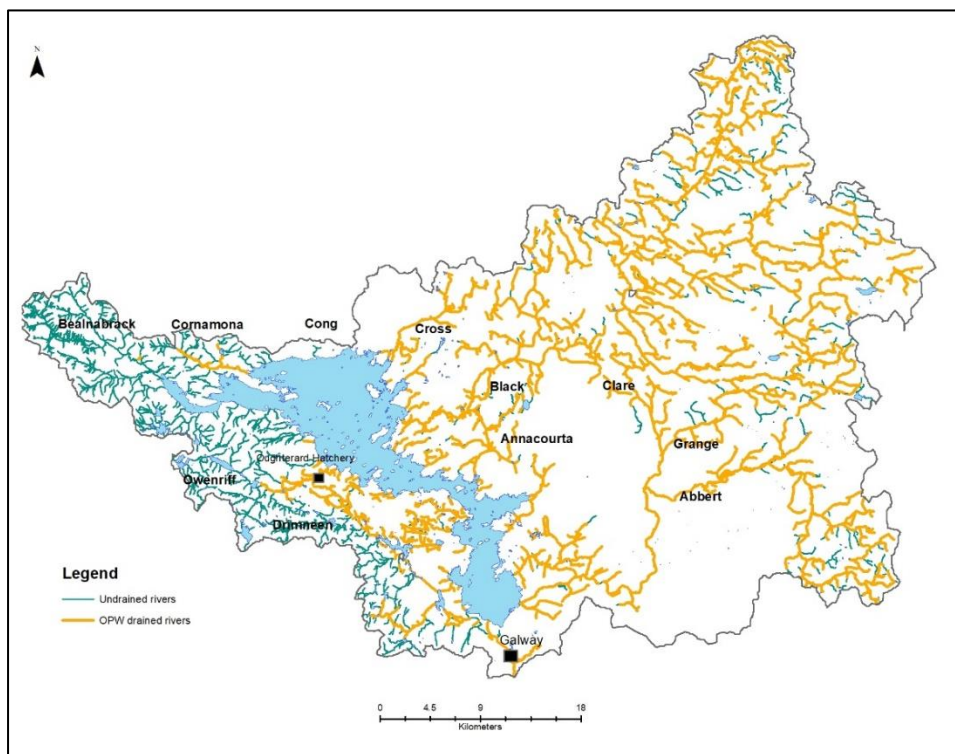 N
Bealnabrack
Cornamona
Cong
Cross
Black
Clare
Annacourta
Grange
Abbert
Oughterard Hatchery
Owenriff
Drimneen
Legend
Undrained rivers
OPW drained rivers
Galway
0 4.5 9 18
Kilometers